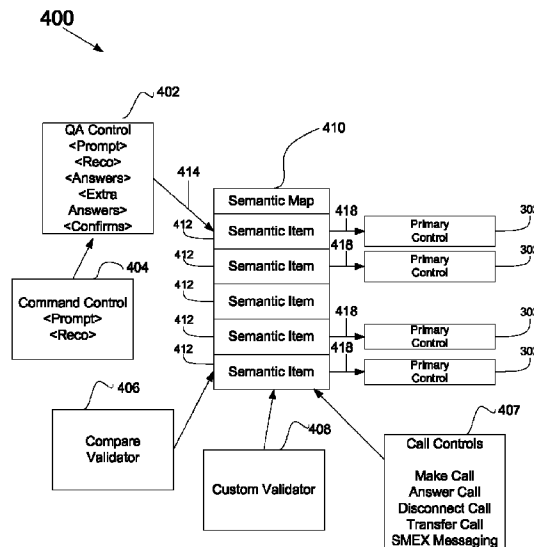 400
402
QA Control
<Prompt>
<Reco>
<Answers>
<Extra
Answers>
<Confirms>
414
410
Semantic Map
412
Semantic Item
418
Primary
Control
412
Semantic Item
418
Primary
Control
412
Semantic Item
412
Semantic Item
418
Primary
Control
412
Semantic Item
418
Primary
Control
404
Command Control
<Prompt>
<Reco>
406
Compare
Validator
408
Custom Validator
407
Call Controls
Make Call
Answer Call
Disconnect Call
Transfer Call
SMEX Messaging